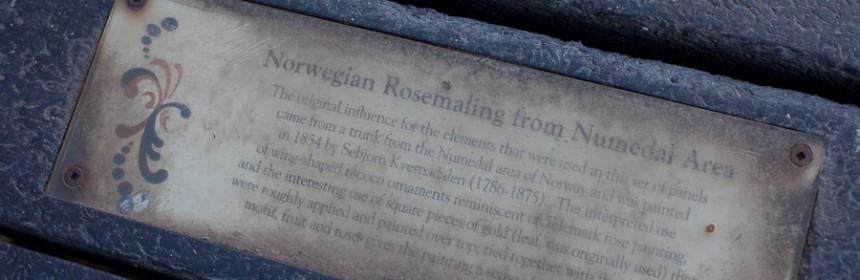 Norwegian Rosemaling from Numedal Area
The original influence for the elements that were used in this set of panels
came from a trunk from the Numedal area of Norway and was painted
in 1854 by Sebjorn Kvernadalen (1786-1875). The interpreted use
of wing-shaped rococo ornaments reminiscent of Telemark rose painting,
and the interesting use of square pieces of gold (leaf was originally used) that
were roughly applied and painted over top, tied together with
motif, fruit and gives the painting a sense